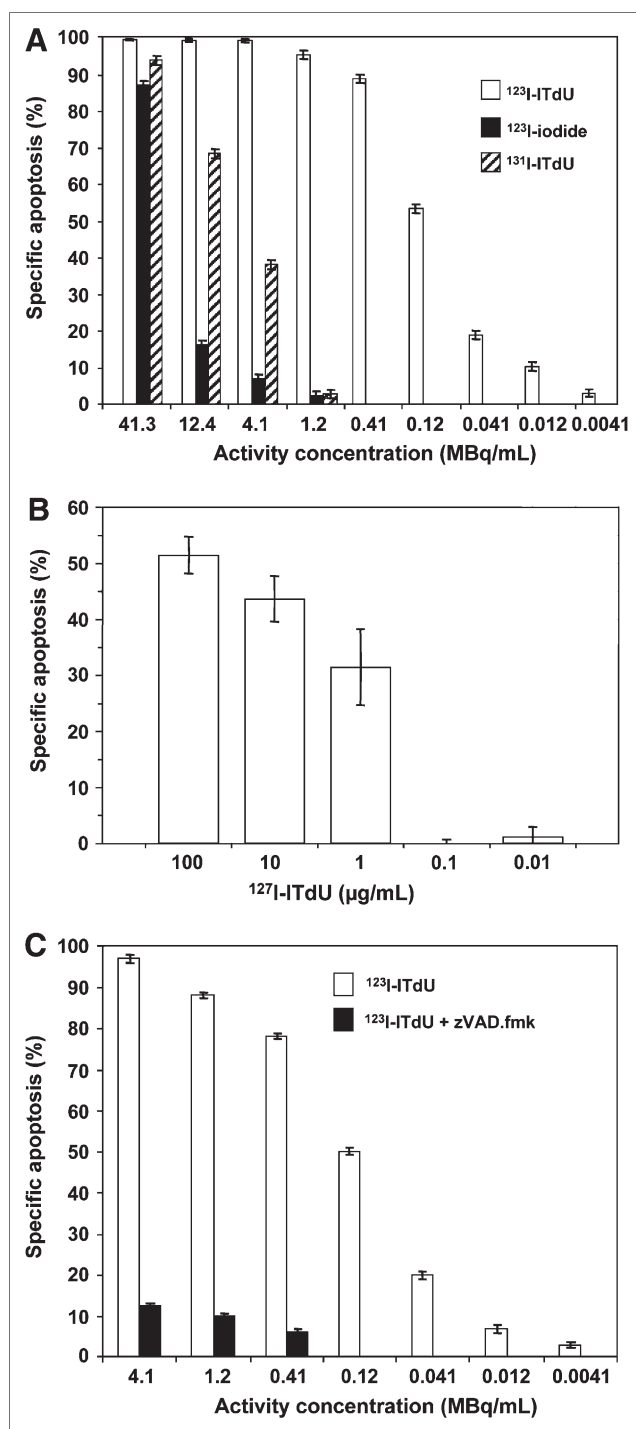 A
100
90
80
70
60
50
40
30
20
10
0
Specific apoptosis (%)
¹²³I-ITdU
¹²³I-iodide
¹³¹I-ITdU
41.3 12.4 4.1 1.2 0.41 0.12 0.041 0.012 0.0041
Activity concentration (MBq/mL)
B
60
50
40
30
20
10
0
Specific apoptosis (%)
100 10 1 0.1 0.01
¹²⁷I-ITdU (µg/mL)
C
100
90
80
70
60
50
40
30
20
10
0
Specific apoptosis (%)
¹²³I-ITdU
¹²³I-ITdU + zVAD.fmk
4.1 1.2 0.41 0.12 0.041 0.012 0.0041
Activity concentration (MBq/mL)